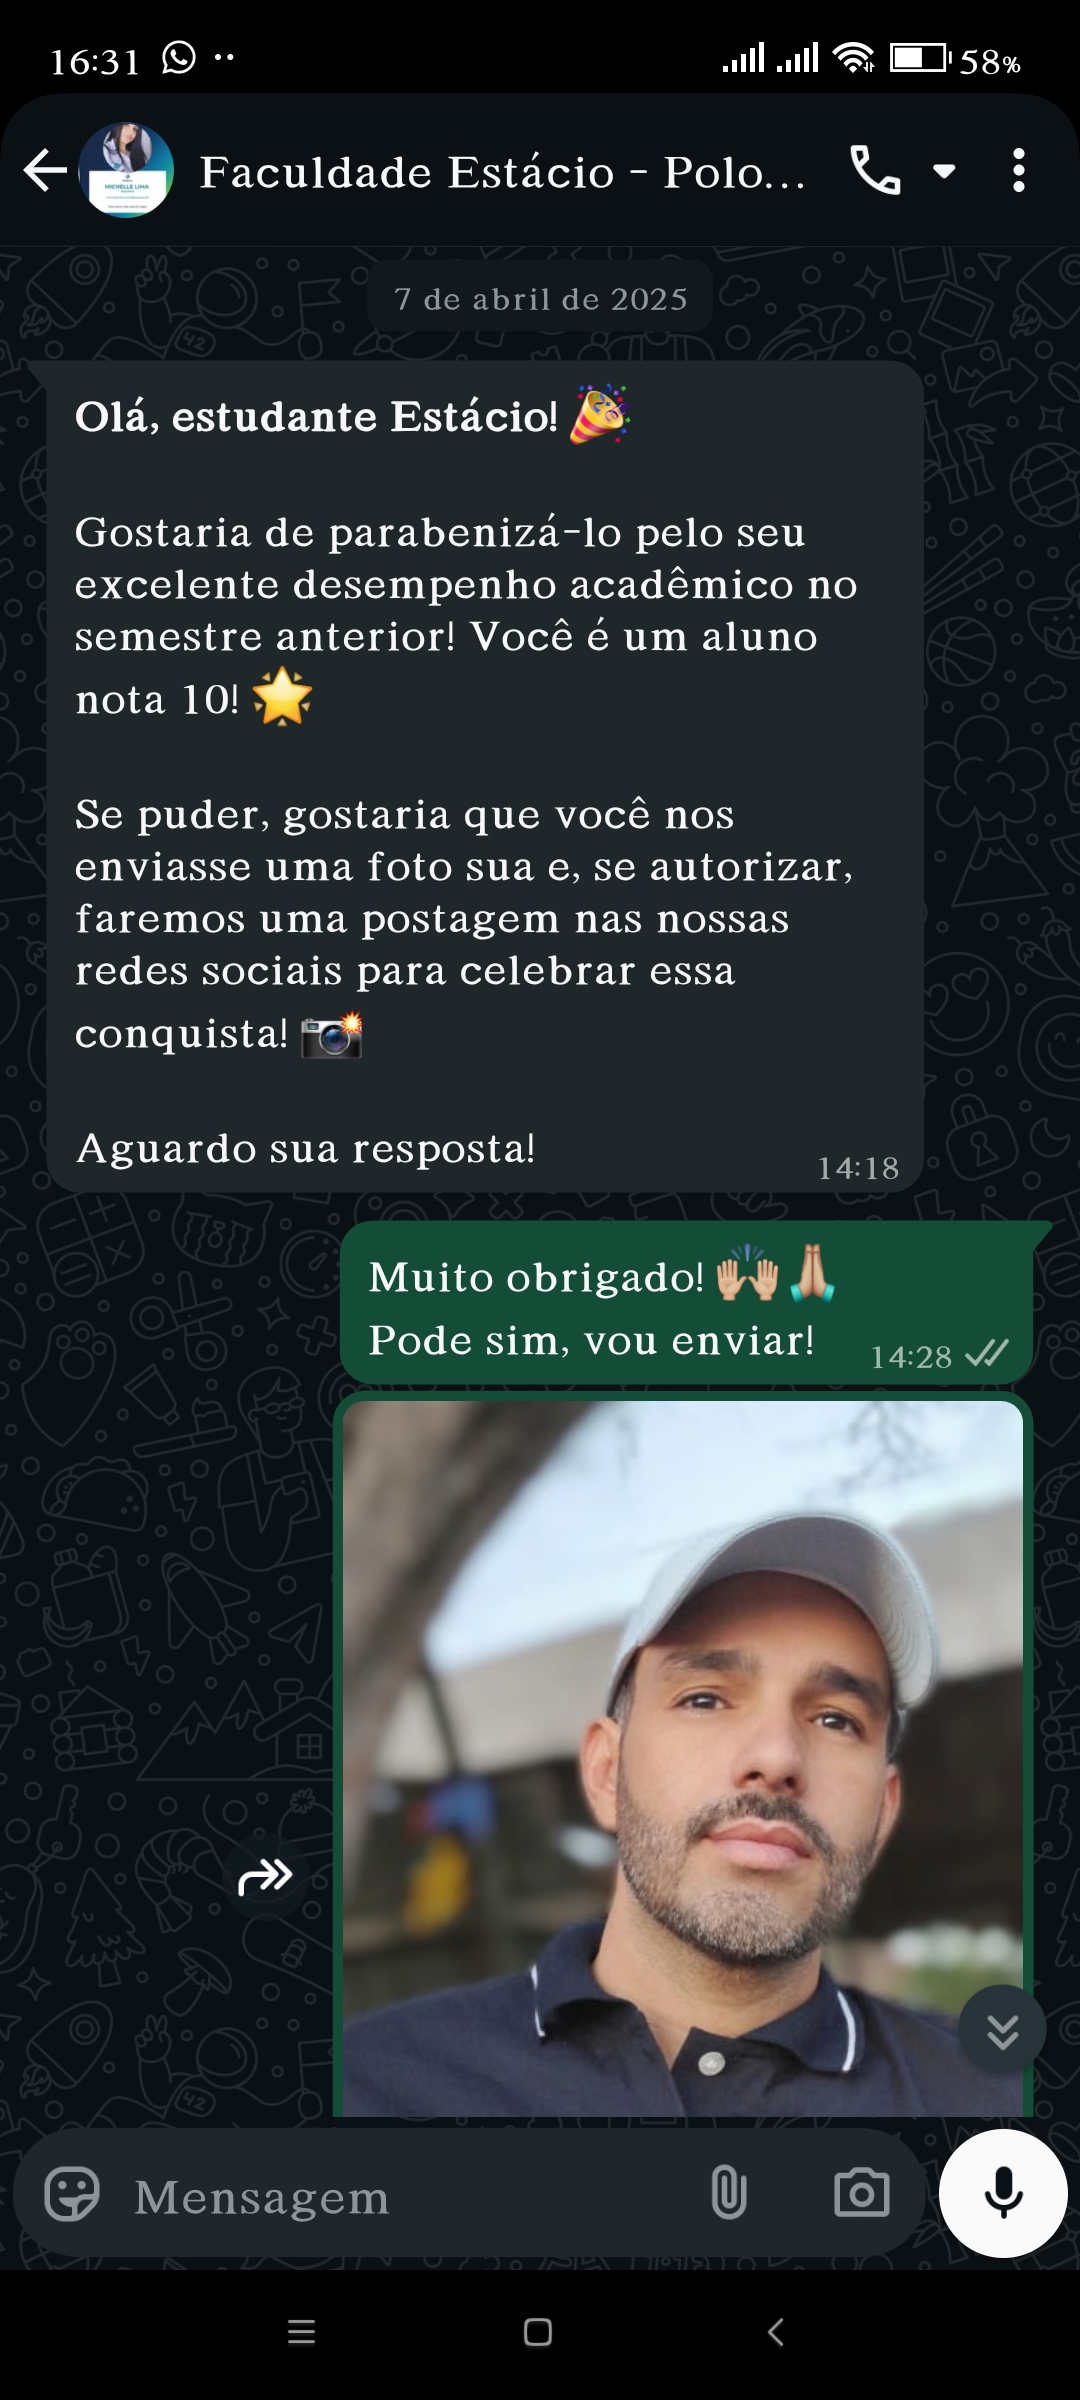 16:31
58%
MICHELLE LIMA
Faculdade Estácio - Polo...
7 de abril de 2025
Olá, estudante Estácio! 🎉
Gostaria de parabenizá-lo pelo seu
excelente desempenho acadêmico no
semestre anterior! Você é um aluno
nota 10! 🌟
Se puder, gostaria que você nos
enviasse uma foto sua e, se autorizar,
faremos uma postagem nas nossas
redes sociais para celebrar essa
conquista! 📸
Aguardo sua resposta!
14:18
Muito obrigado! 🙌🏼🙏🏼
Pode sim, vou enviar!
14:28
Mensagem